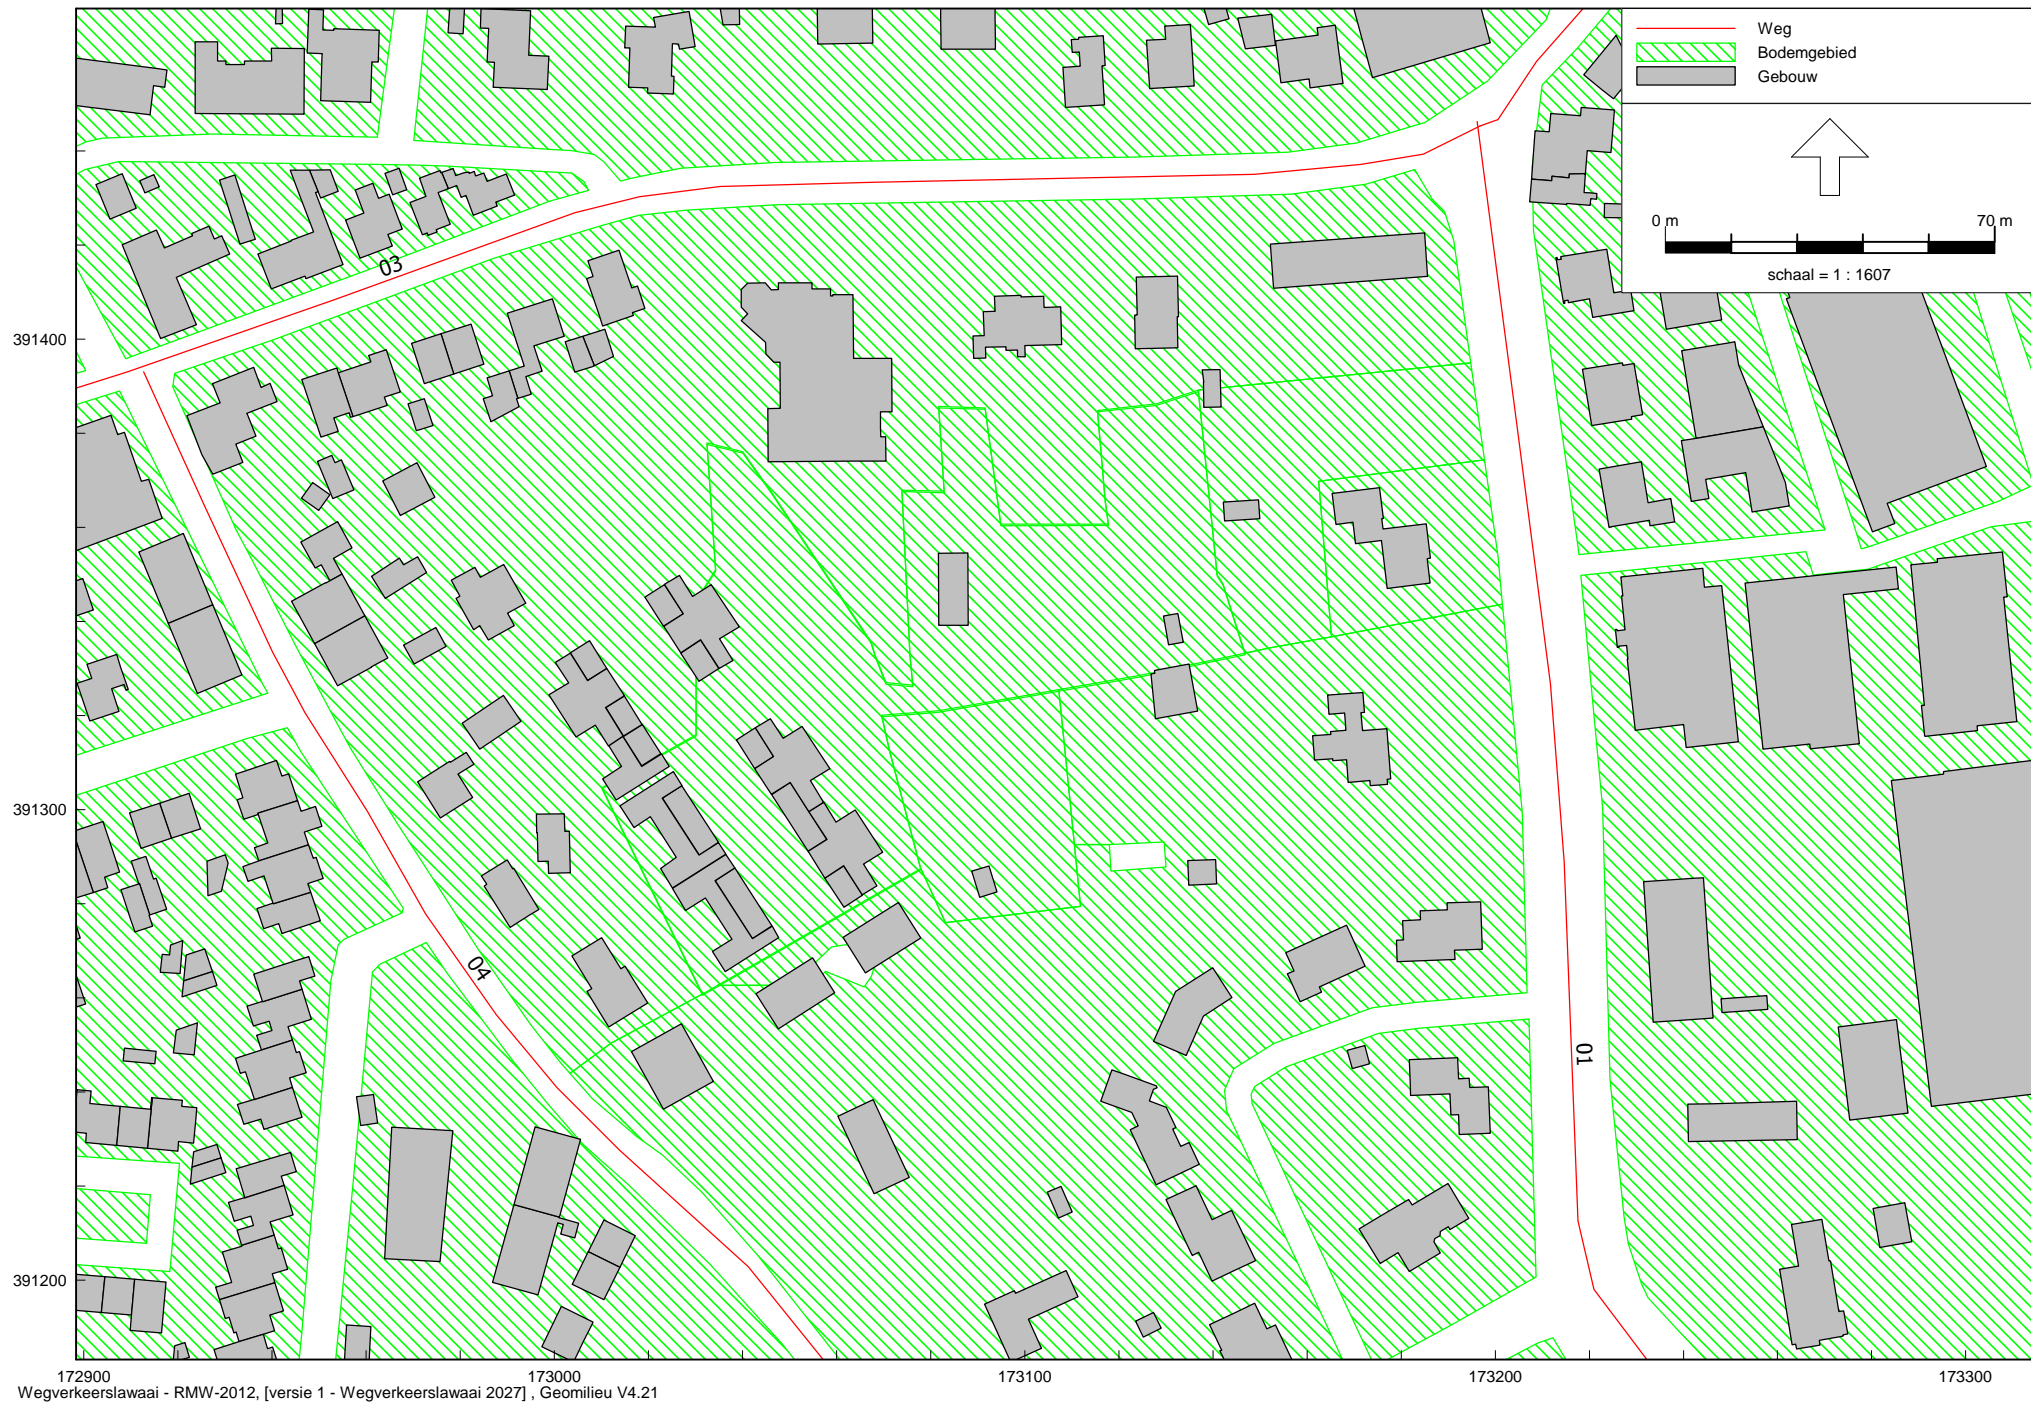 Weg
Bodemgebied
Gebouw
0 m 70 m
schaal = 1 : 1607
03
04
01
391400
391300
391200
172900 173000 173100 173200 173300
Wegverkeerslawaai - RMW-2012, [versie 1 - Wegverkeerslawaai 2027] , Geomilieu V4.21